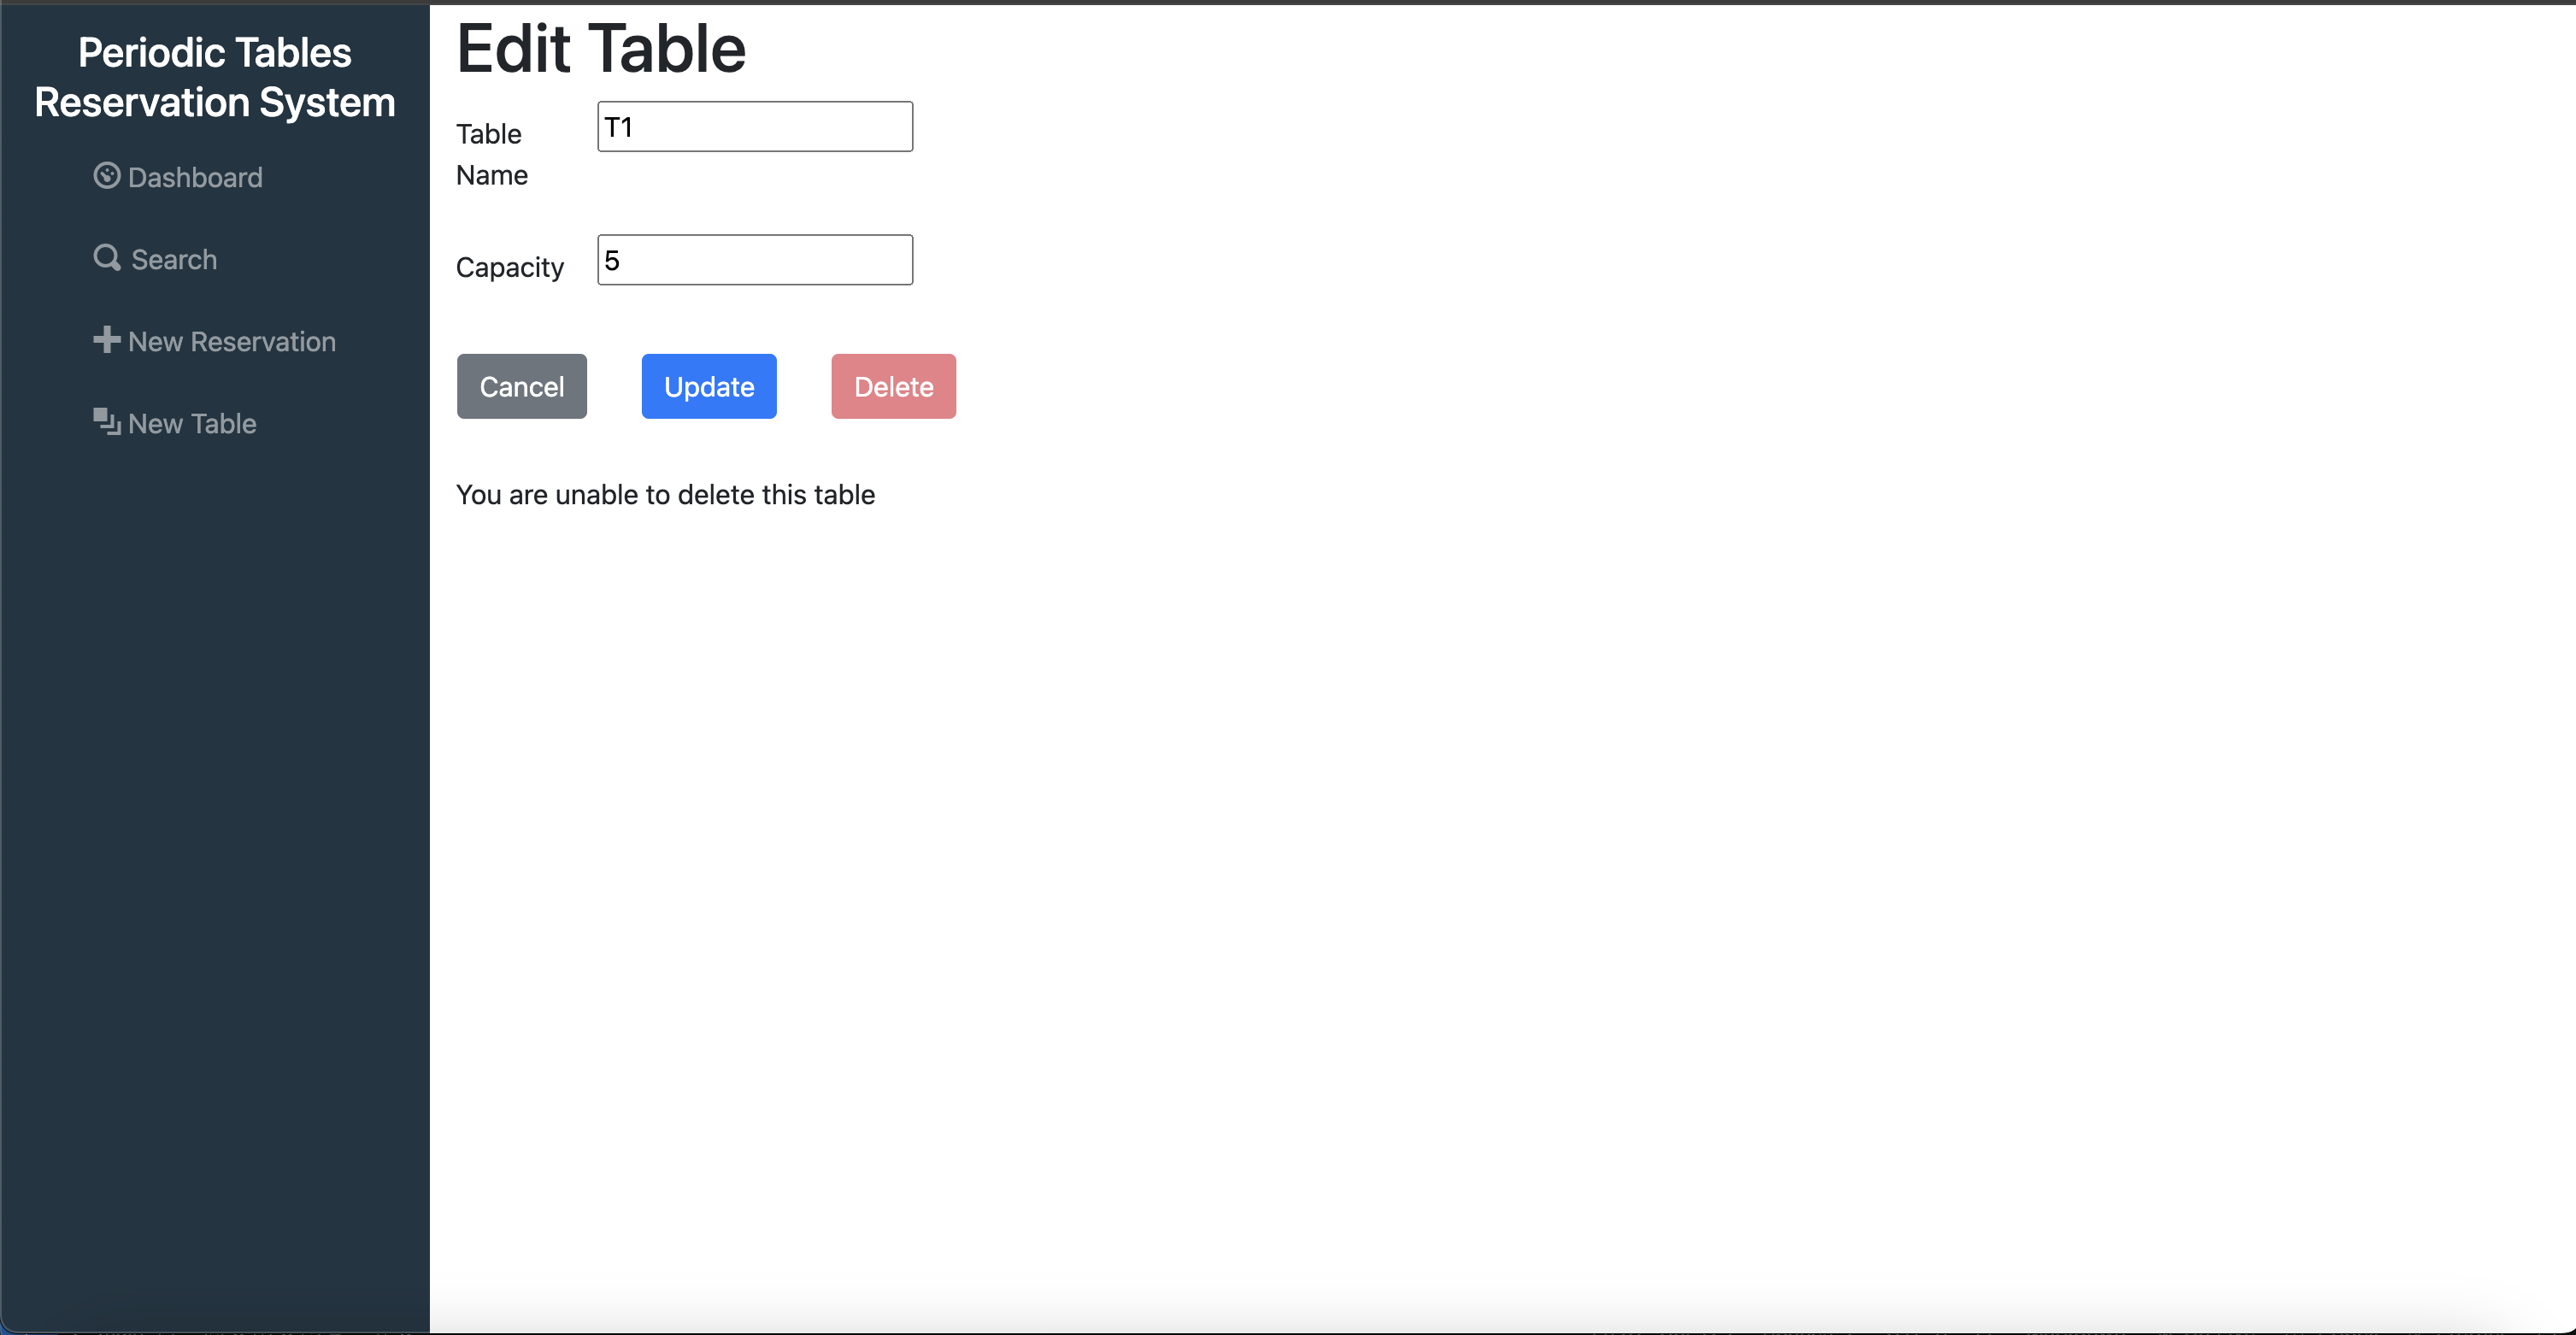 Periodic Tables
Reservation System
Dashboard
Search
New Reservation
New Table
Edit Table
Table
Name
T1
Capacity
5
Cancel
Update
Delete
You are unable to delete this table